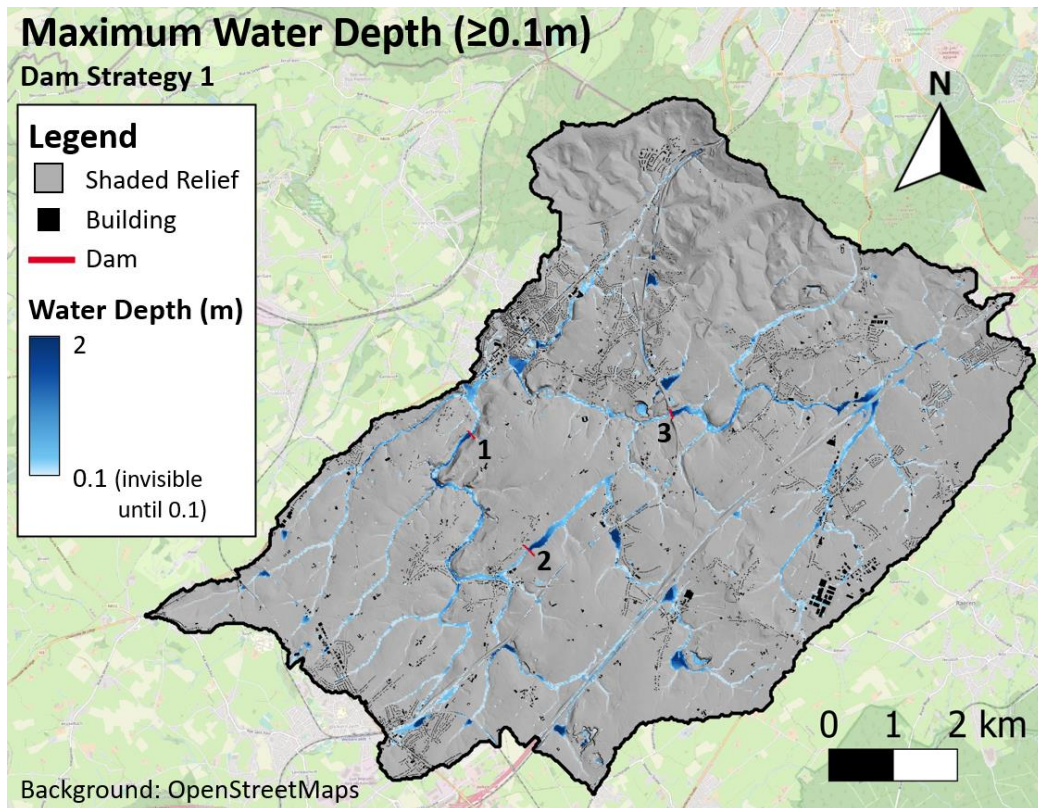 Maximum Water Depth (≥0.1m)
Dam Strategy 1
Legend
Shaded Relief
Building
Dam
Water Depth (m)
2
0.1 (invisible
until 0.1)
N
1
2
3
0 1 2 km
Background: OpenStreetMaps